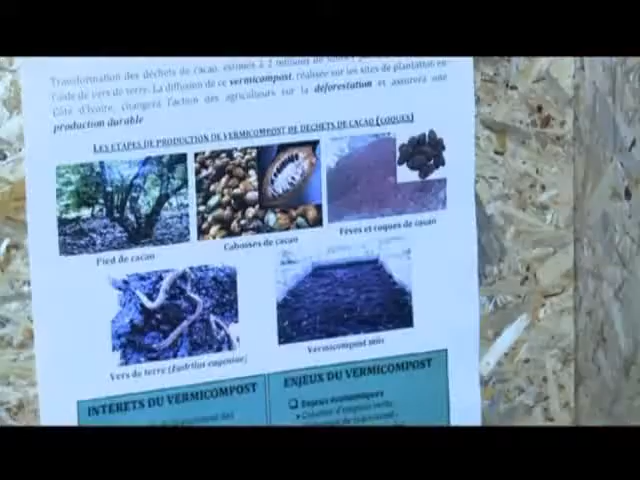 Transformation des déchets de cacao, estimés à 2 millions de
l'aide de vers de terre. La diffusion de ce vermicompost, réalisée sur les sites de plantation en
Côte d'Ivoire, changera l'action des agriculteurs sur la déforestation et assurera une
production durable
LES ETAPES DE PRODUCTION DE VERMICOMPOST DE DECHETS DE CACAO (COQUES)
Pied de cacao
Cabosses de cacao
Fèves et coques de cacao
Vers de terre (Eudrilus eugeniae)
Vermicompost mûr
INTERETS DU VERMICOMPOST
ENJEUX DU VERMICOMPOST
Enjeux économiques